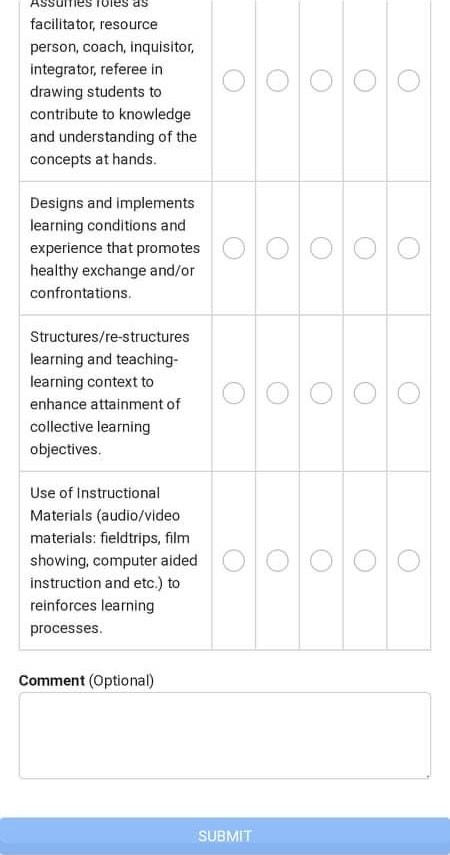 Assumes roles as
facilitator, resource
person, coach, inquisitor,
integrator, referee in
drawing students to
contribute to knowledge
and understanding of the
concepts at hands.
Designs and implements
learning conditions and
experience that promotes
healthy exchange and/or
confrontations.
Structures/re-structures
learning and teaching-
learning context to
enhance attainment of
collective learning
objectives.
Use of Instructional
Materials (audio/video
materials: fieldtrips, film
showing, computer aided
instruction and etc.) to
reinforces learning
processes.
Comment (Optional)
SUBMIT